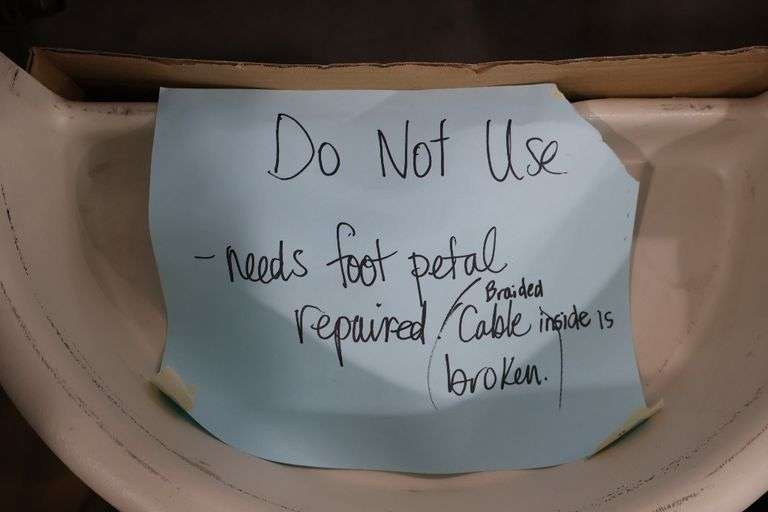 Do Not Use
- needs foot petal
repaired. (Braided
Cable inside is
broken.)